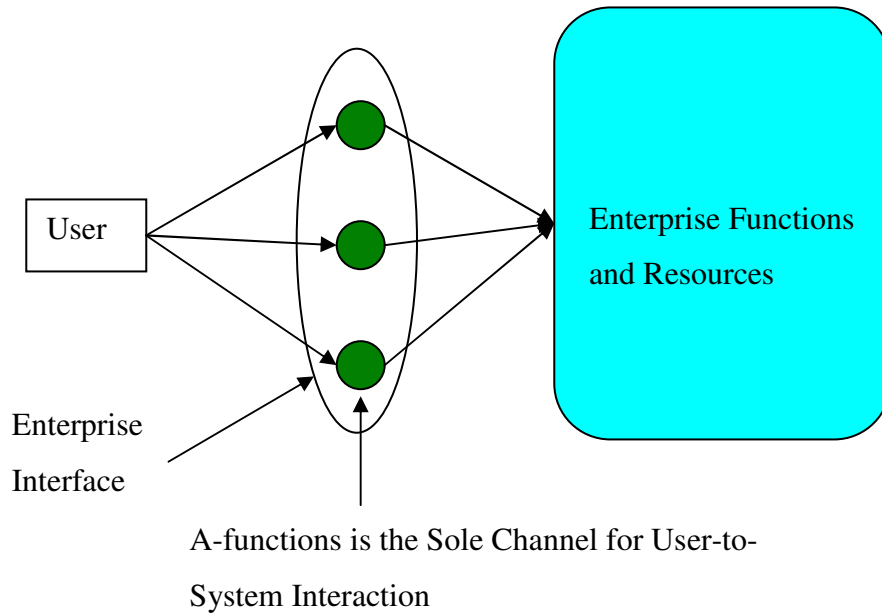 User
Enterprise Functions
and Resources
Enterprise
Interface
A-functions is the Sole Channel for User-to-
System Interaction